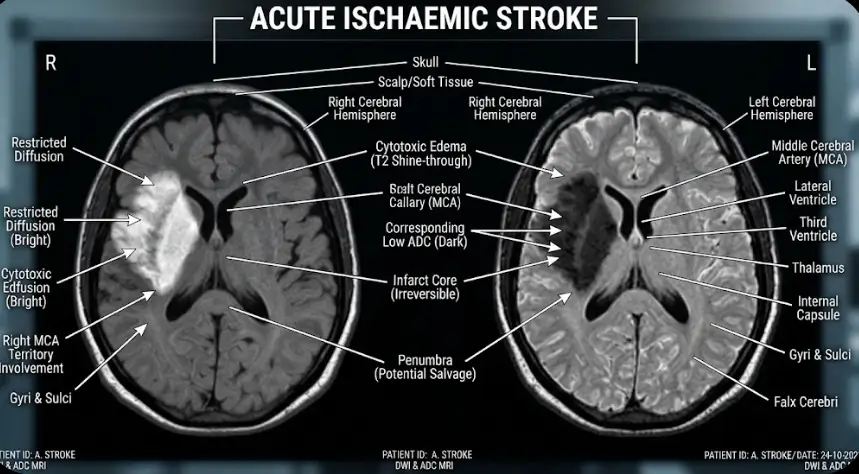 ACUTE ISCHAEMIC STROKE
R
L
Skull
Scalp/Soft Tissue
Right Cerebral
Hemisphere
Right Cerebral
Hemisphere
Left Cerebral
Hemisphere
Restricted
Diffusion
Restricted
Diffusion
(Bright)
Cytotoxic
Edfusion
(Bright)
Right MCA
Territory
nvolvement
Gyri & Sulci
Cytotoxic Edema
(T2 Shine-through)
Cerebral
Callary (MCA)
Corresponding
Low ADC (Dark)
Infarct Core
(Irreversible)
Penumbra
(Potential Salvage)
Middle Cerebral
Artery (MCA)
Lateral
Ventricle
Third
Ventricle
Thalamus
Internal
Capsule
Gyri & Sulci
Falx Cerebri
PATIENT ID: A. STROKE
I & ADC MRI
PATIENT ID: A. STROKE
DWI & ADC MRI
PATIENT ID: A. STROKE/DATE: 24-10-202
DWI & ADC